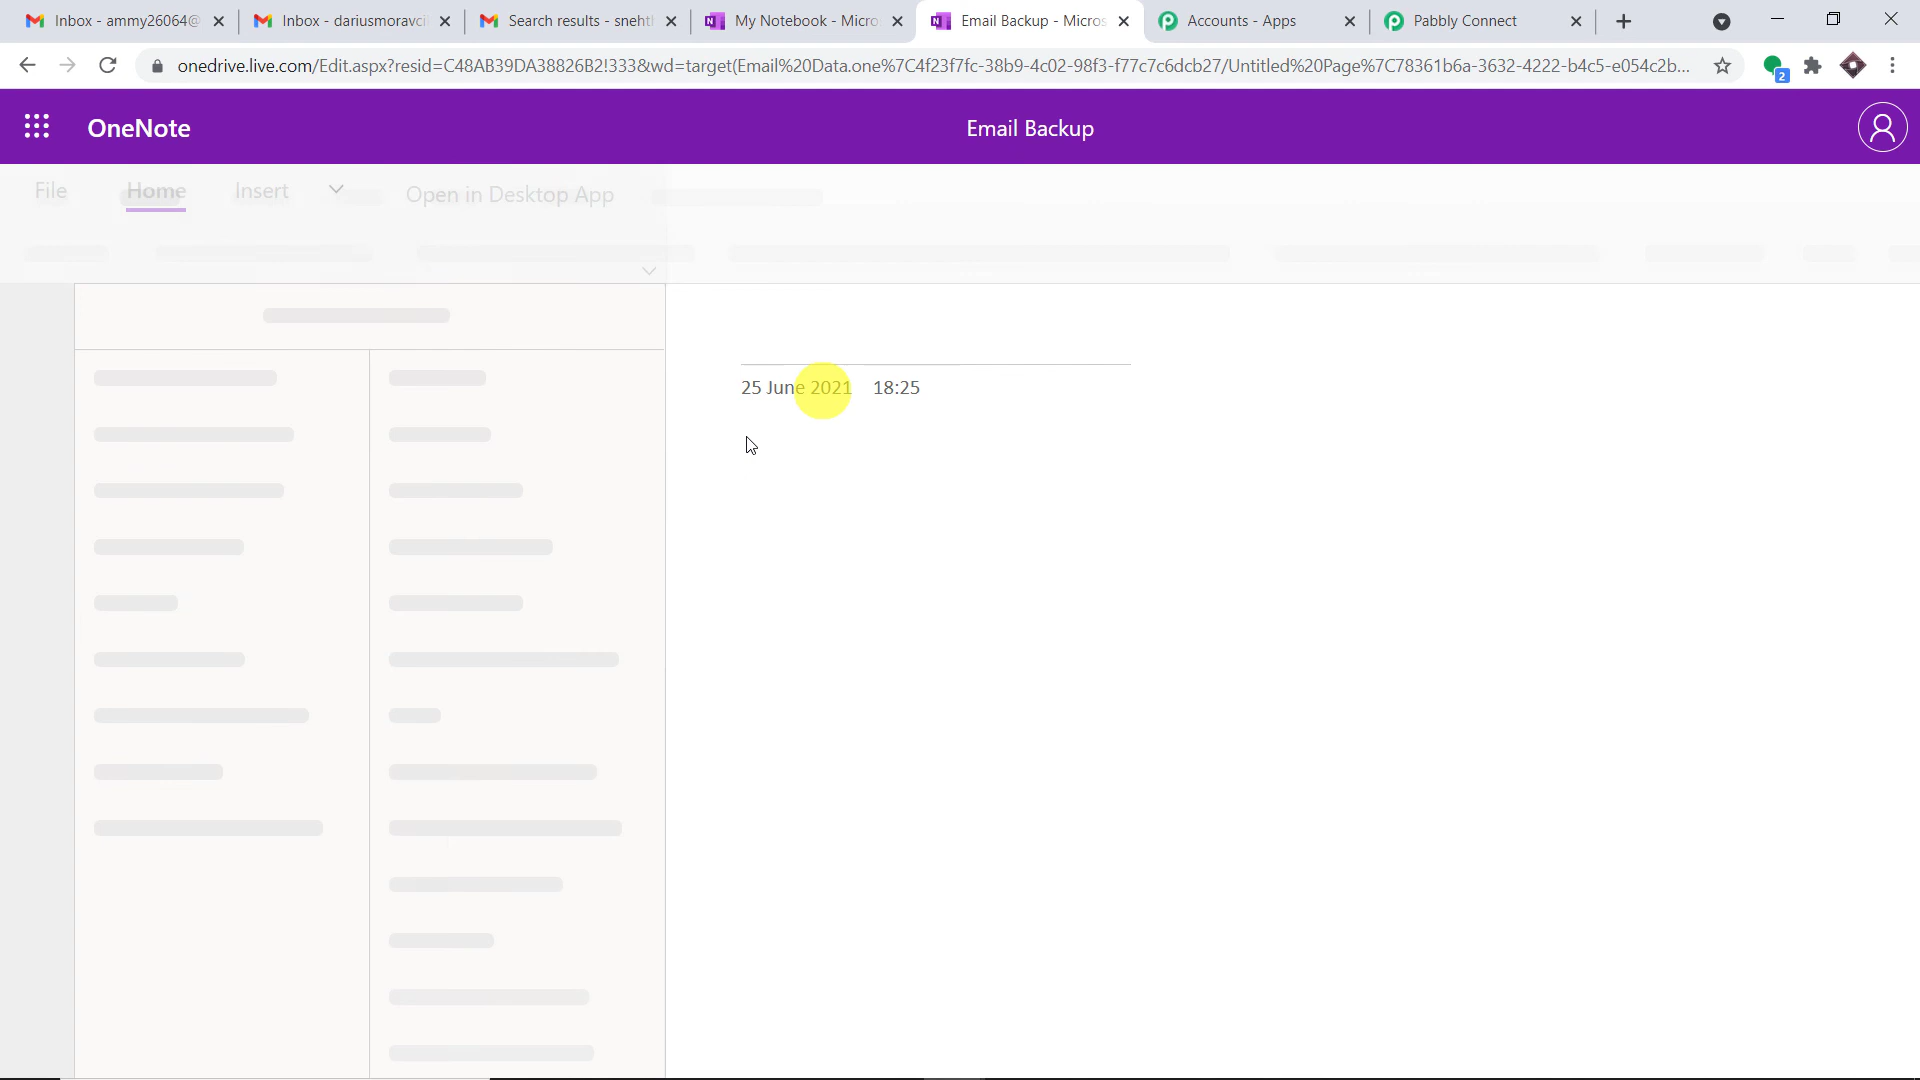 Inbox - ammy26064@
Inbox - dariusmoravci
Search results - sneht
My Notebook - Micro
Email Backup - Micros
Accounts - Apps
Pabbly Connect
onedrive.live.com/Edit.aspx?resid=C48AB39DA38826B2!333&wd=target(Email%20Data.one%7C4f23f7fc-38b9-4c02-98f3-f77c7c6dcb27/Untitled%20Page%7C78361b6a-3632-4222-b4c5-e054c2b...
2
OneNote
Email Backup
File Home Insert Open in Desktop App
25 June 2021 18:25